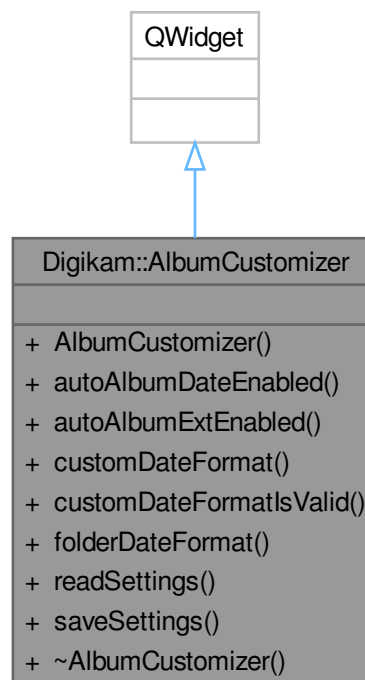 QWidget
Digikam::AlbumCustomizer
+ AlbumCustomizer()
+ autoAlbumDateEnabled()
+ autoAlbumExtEnabled()
+ customDateFormat()
+ customDateFormatIsValid()
+ folderDateFormat()
+ readSettings()
+ saveSettings()
+ ~AlbumCustomizer()